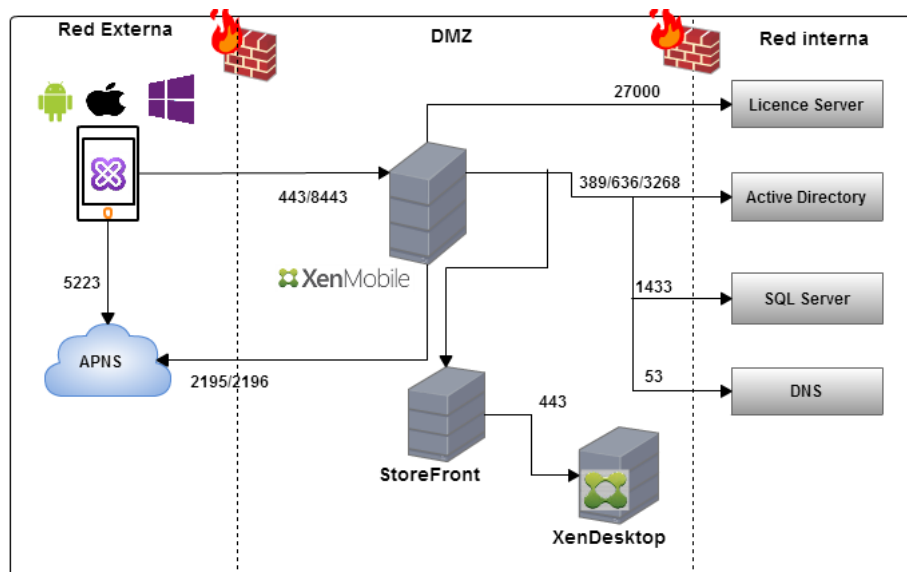 Red Externa
DMZ
Red interna
27000
Licence Server
443/8443
389/636/3268
Active Directory
5223
XenMobile
1433
SQL Server
APNS
2195/2196
53
DNS
443
StoreFront
XenDesktop